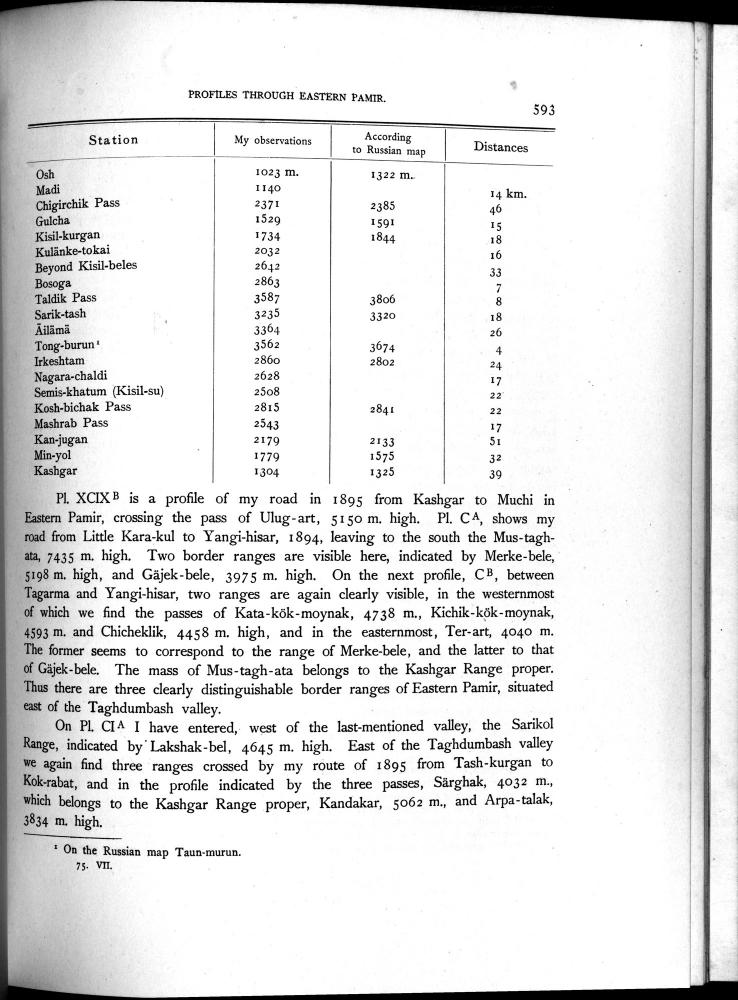 PROFILES THROUGH EASTERN PAMIR.
593
Station My observations According to Russian map Distances
Osh 1023 m. 1322 m.
Madi 1140 14 km.
Chigirchik Pass 2371 2385 46
Gulcha 1529 1591 15
Kisil-kurgan 1734 1844 18
Kulänke-tokai 2032 16
Beyond Kisil-beles 2642 33
Bosoga 2863 7
Taldik Pass 3587 3806 8
Sarik-tash 3235 3320 18
Äilämä 3364 26
Tong-burun¹ 3562 3674 4
Irkeshtam 2860 2802 24
Nagara-chaldi 2628 17
Semis-khatum (Kisil-su) 2508 22
Kosh-bichak Pass 2815 2841 22
Mashrab Pass 2543 17
Kan-jugan 2179 2133 51
Min-yol 1779 1575 32
Kashgar 1304 1325 39
Pl. XCIX B is a profile of my road in 1895 from Kashgar to Muchi in
Eastern Pamir, crossing the pass of Ulug-art, 5150 m. high. Pl. C A, shows my
road from Little Kara-kul to Yangi-hisar, 1894, leaving to the south the Mus-tagh-
ata, 7435 m. high. Two border ranges are visible here, indicated by Merke-bele,
5198 m. high, and Gäjek-bele, 3975 m. high. On the next profile, C B, between
Tagarma and Yangi-hisar, two ranges are again clearly visible, in the westernmost
of which we find the passes of Kata-kök-moynak, 4738 m., Kichik-kök-moynak,
4593 m. and Chicheklik, 4458 m. high, and in the easternmost, Ter-art, 4040 m.
The former seems to correspond to the range of Merke-bele, and the latter to that
of Gäjek-bele. The mass of Mus-tagh-ata belongs to the Kashgar Range proper.
Thus there are three clearly distinguishable border ranges of Eastern Pamir, situated
east of the Taghdumbash valley.
On Pl. CI A I have entered, west of the last-mentioned valley, the Sarikol
Range, indicated by Lakshak-bel, 4645 m. high. East of the Taghdumbash valley
we again find three ranges crossed by my route of 1895 from Tash-kurgan to
Kok-rabat, and in the profile indicated by the three passes, Särghak, 4032 m.,
which belongs to the Kashgar Range proper, Kandakar, 5062 m., and Arpa-talak,
3834 m. high.
¹ On the Russian map Taun-murun.
75. VII.